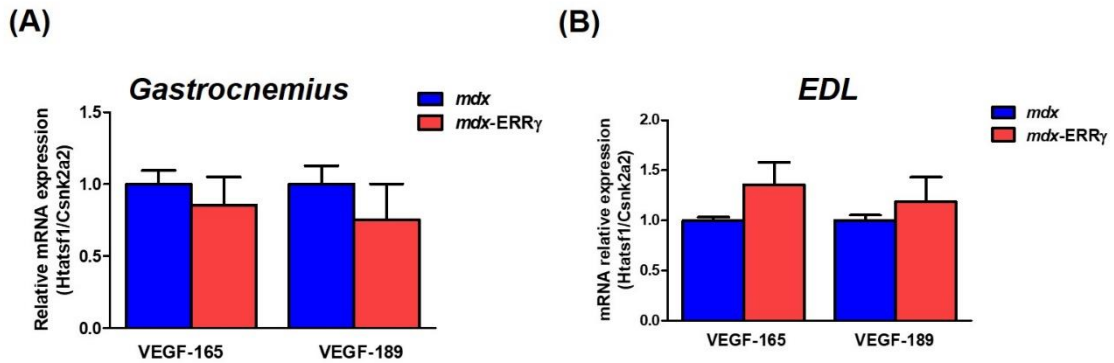 (A)
Gastrocnemius
mdx
mdx-ERRγ
Relative mRNA expression
(Htatsf1/Csnk2a2)
1.5
1.0
0.5
0.0
VEGF-165 VEGF-189
(B)
EDL
mdx
mdx-ERRγ
mRNA relative expression
(Htatsf1/Csnk2a2)
2.0
1.5
1.0
0.5
0.0
VEGF-165 VEGF-189